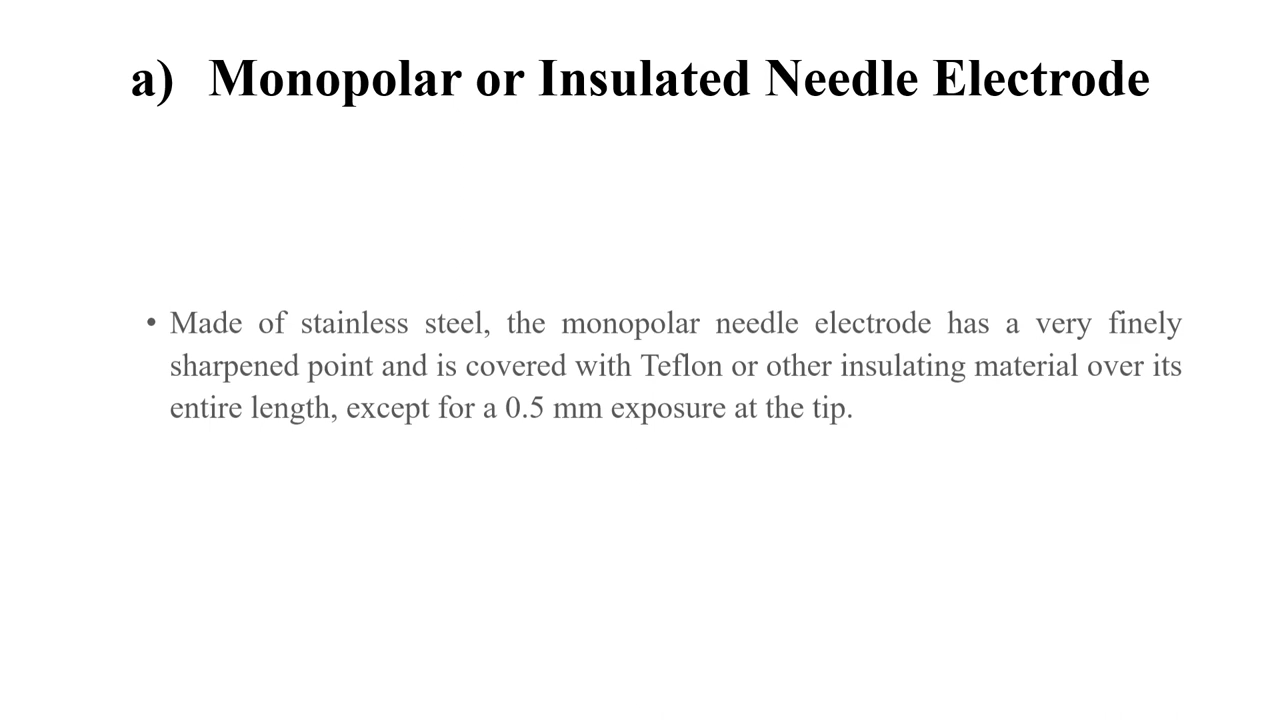 a) Monopolar or Insulated Needle Electrode
• Made of stainless steel, the monopolar needle electrode has a very finely
sharpened point and is covered with Teflon or other insulating material over its
entire length, except for a 0.5 mm exposure at the tip.